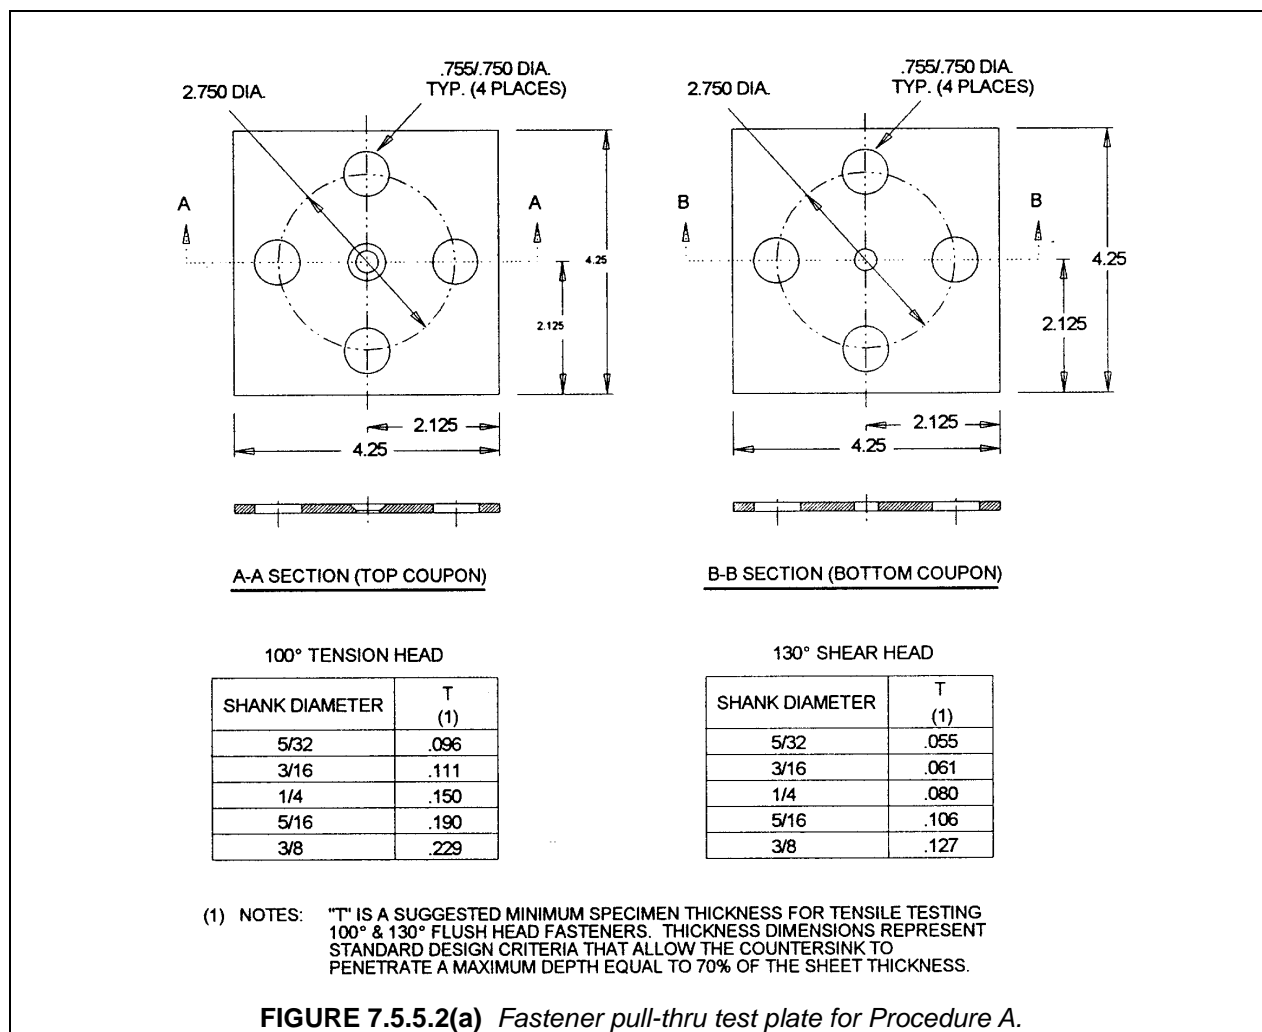 .755/.750 DIA.
TYP. (4 PLACES)
2.750 DIA.
A
A
4.25
2.125
2.125
4.25
A-A SECTION (TOP COUPON)
.755/.750 DIA.
TYP. (4 PLACES)
2.750 DIA.
B
B
4.25
2.125
2.125
4.25
B-B SECTION (BOTTOM COUPON)
100° TENSION HEAD
SHANK DIAMETER T (1)
5/32 .096
3/16 .111
1/4 .150
5/16 .190
3/8 .229
130° SHEAR HEAD
SHANK DIAMETER T (1)
5/32 .055
3/16 .061
1/4 .080
5/16 .106
3/8 .127
(1) NOTES: "T" IS A SUGGESTED MINIMUM SPECIMEN THICKNESS FOR TENSILE TESTING
100° & 130° FLUSH HEAD FASTENERS. THICKNESS DIMENSIONS REPRESENT
STANDARD DESIGN CRITERIA THAT ALLOW THE COUNTERSINK TO
PENETRATE A MAXIMUM DEPTH EQUAL TO 70% OF THE SHEET THICKNESS.
FIGURE 7.5.5.2(a) Fastener pull-thru test plate for Procedure A.